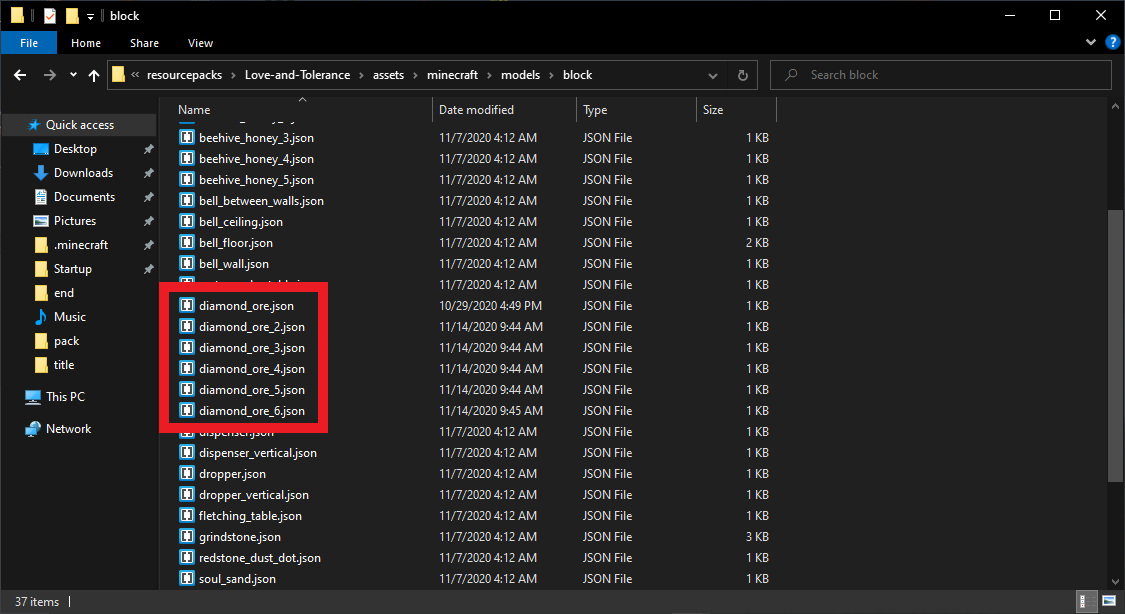 block
File Home Share View
« resourcepacks › Love-and-Tolerance › assets › minecraft › models › block
Search block
Quick access
Desktop
Downloads
Documents
Pictures
.minecraft
Startup
end
Music
pack
title
This PC
Network
Name Date modified Type Size
beehive_honey_3.json 11/7/2020 4:12 AM JSON File 1 KB
beehive_honey_4.json 11/7/2020 4:12 AM JSON File 1 KB
beehive_honey_5.json 11/7/2020 4:12 AM JSON File 1 KB
bell_between_walls.json 11/7/2020 4:12 AM JSON File 1 KB
bell_ceiling.json 11/7/2020 4:12 AM JSON File 1 KB
bell_floor.json 11/7/2020 4:12 AM JSON File 2 KB
bell_wall.json 11/7/2020 4:12 AM JSON File 1 KB
11/7/2020 4:12 AM JSON File 1 KB
diamond_ore.json 10/29/2020 4:49 PM JSON File 1 KB
diamond_ore_2.json 11/14/2020 9:44 AM JSON File 1 KB
diamond_ore_3.json 11/14/2020 9:44 AM JSON File 1 KB
diamond_ore_4.json 11/14/2020 9:44 AM JSON File 1 KB
diamond_ore_5.json 11/14/2020 9:44 AM JSON File 1 KB
diamond_ore_6.json 11/14/2020 9:45 AM JSON File 1 KB
dispenser.json 11/7/2020 4:12 AM JSON File 1 KB
dispenser_vertical.json 11/7/2020 4:12 AM JSON File 1 KB
dropper.json 11/7/2020 4:12 AM JSON File 1 KB
dropper_vertical.json 11/7/2020 4:12 AM JSON File 1 KB
fletching_table.json 11/7/2020 4:12 AM JSON File 1 KB
grindstone.json 11/7/2020 4:12 AM JSON File 3 KB
redstone_dust_dot.json 11/7/2020 4:12 AM JSON File 1 KB
soul_sand.json 11/7/2020 4:12 AM JSON File 1 KB
37 items